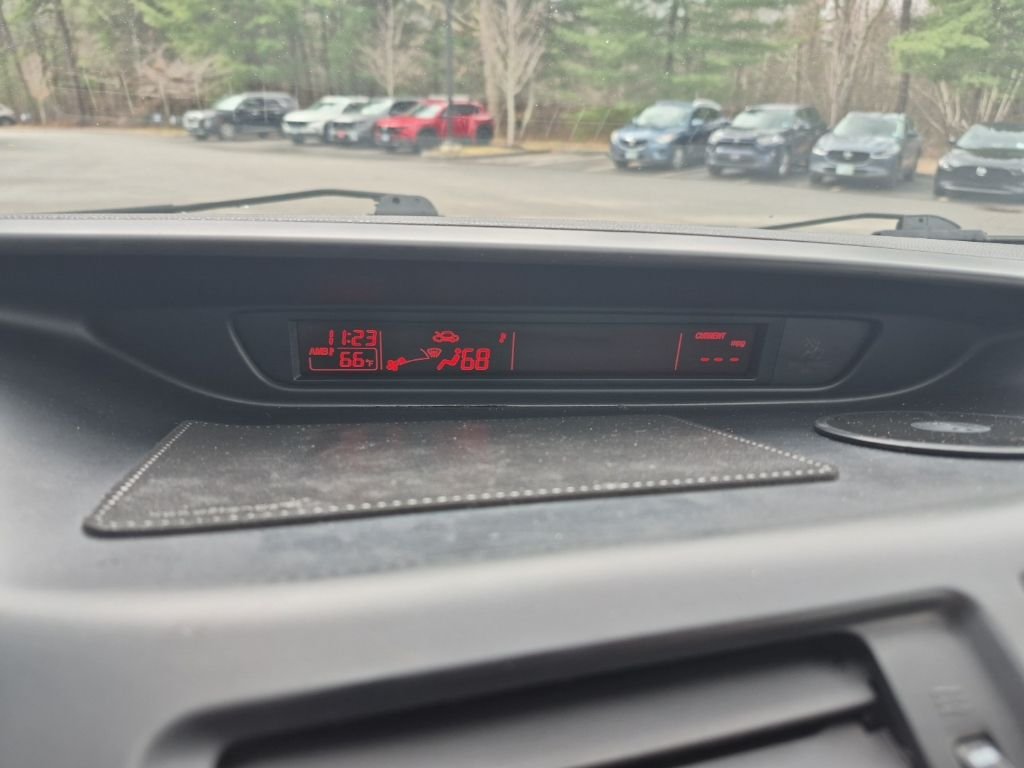 11:23
AMB 66°F
68
CURRENT mpg
---